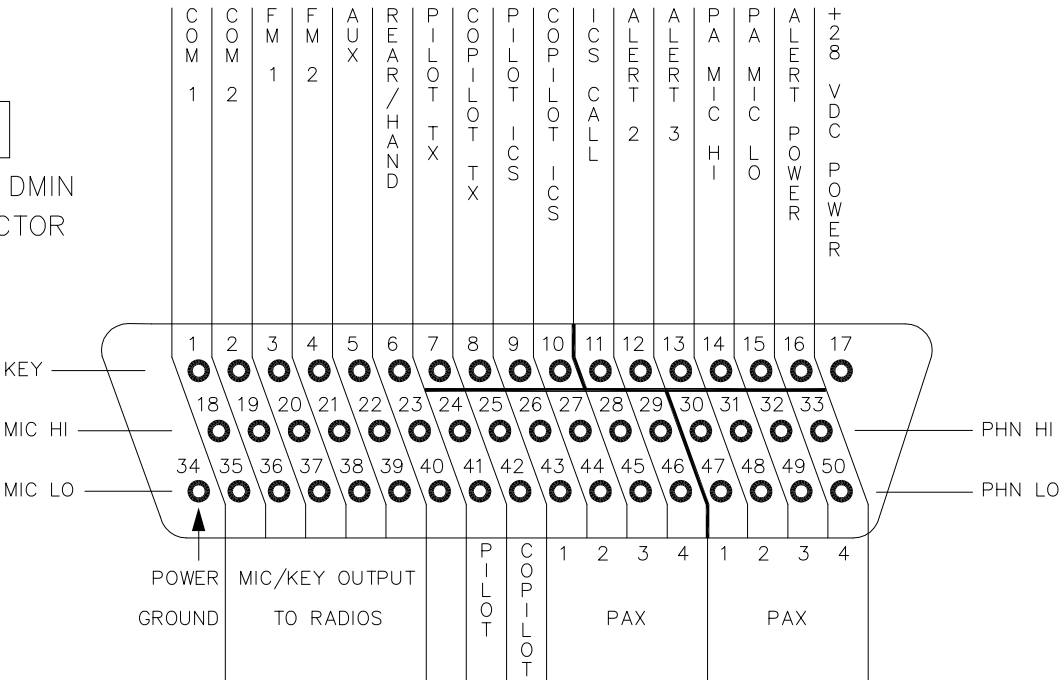 COM 1
COM 2
FM 1
FM 2
AUX
REAR/HAND
PILOT TX
COPILOT TX
PILOT ICS
COPILOT ICS
ICS CALL
ALERT 2
ALERT 3
PA MIC HI
PA MIC LO
ALERT POWER
+28 VDC POWER
DMIN
CTOR
1 2 3 4 5 6 7 8 9 10 11 12 13 14 15 16 17
KEY
18 19 20 21 22 23 24 25 26 27 28 29 30 31 32 33
MIC HI
PHN HI
34 35 36 37 38 39 40 41 42 43 44 45 46 47 48 49 50
MIC LO
PHN LO
POWER
GROUND
MIC/KEY OUTPUT
TO RADIOS
PILOT
COPILOT
1 2 3 4
PAX
1 2 3 4
PAX